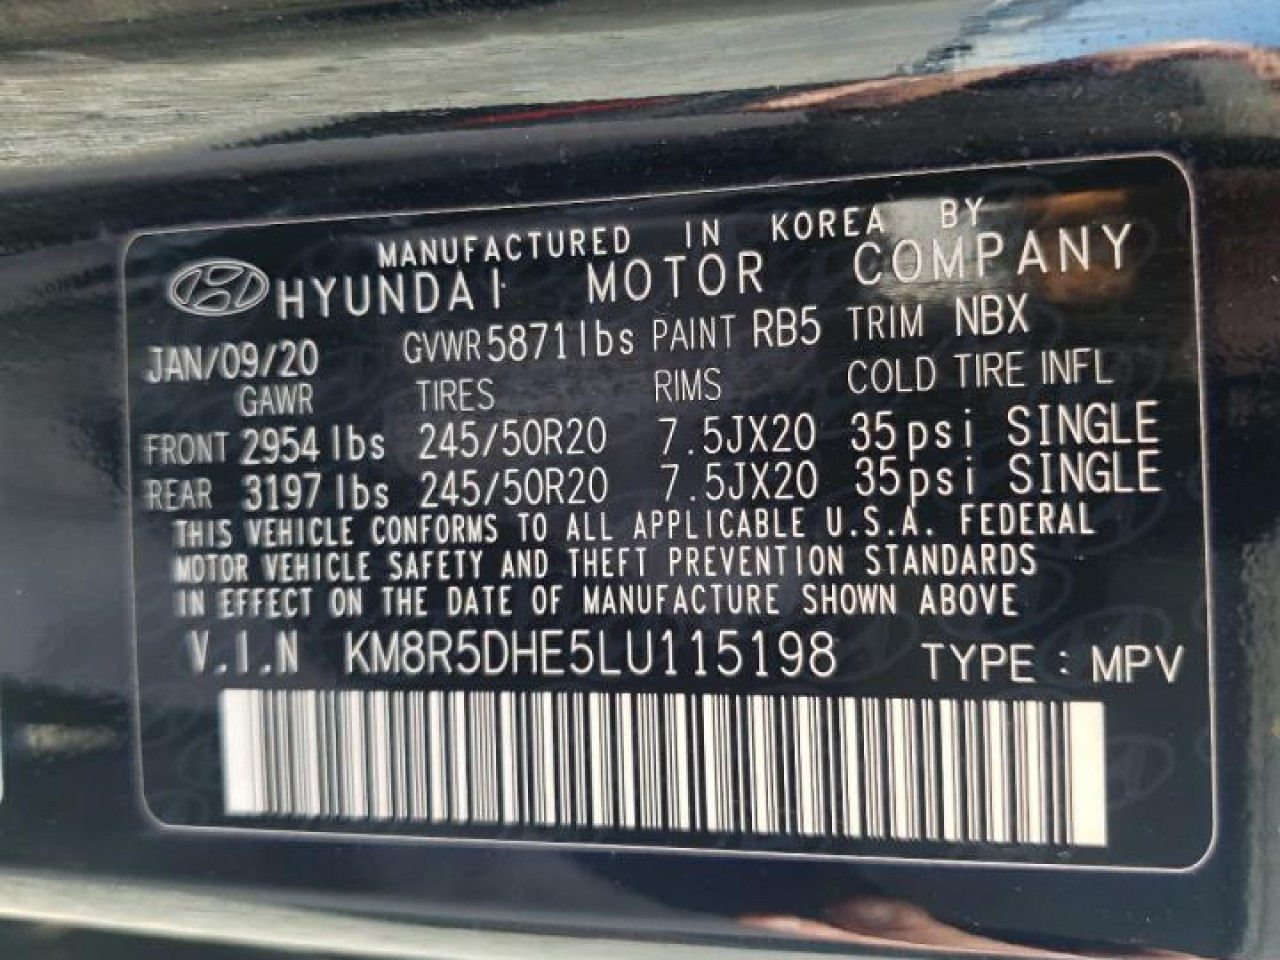 MANUFACTURED IN KOREA BY
HYUNDAI MOTOR COMPANY
JAN/09/20 GVWR 5871lbs PAINT RB5 TRIM NBX
GAWR TIRES RIMS COLD TIRE INFL
FRONT 2954 lbs 245/50R20 7.5JX20 35psi SINGLE
REAR 3197 lbs 245/50R20 7.5JX20 35psi SINGLE
THIS VEHICLE CONFORMS TO ALL APPLICABLE U.S.A. FEDERAL
MOTOR VEHICLE SAFETY AND THEFT PREVENTION STANDARDS
IN EFFECT ON THE DATE OF MANUFACTURE SHOWN ABOVE
V.I.N KM8R5DHE5LU115198 TYPE : MPV